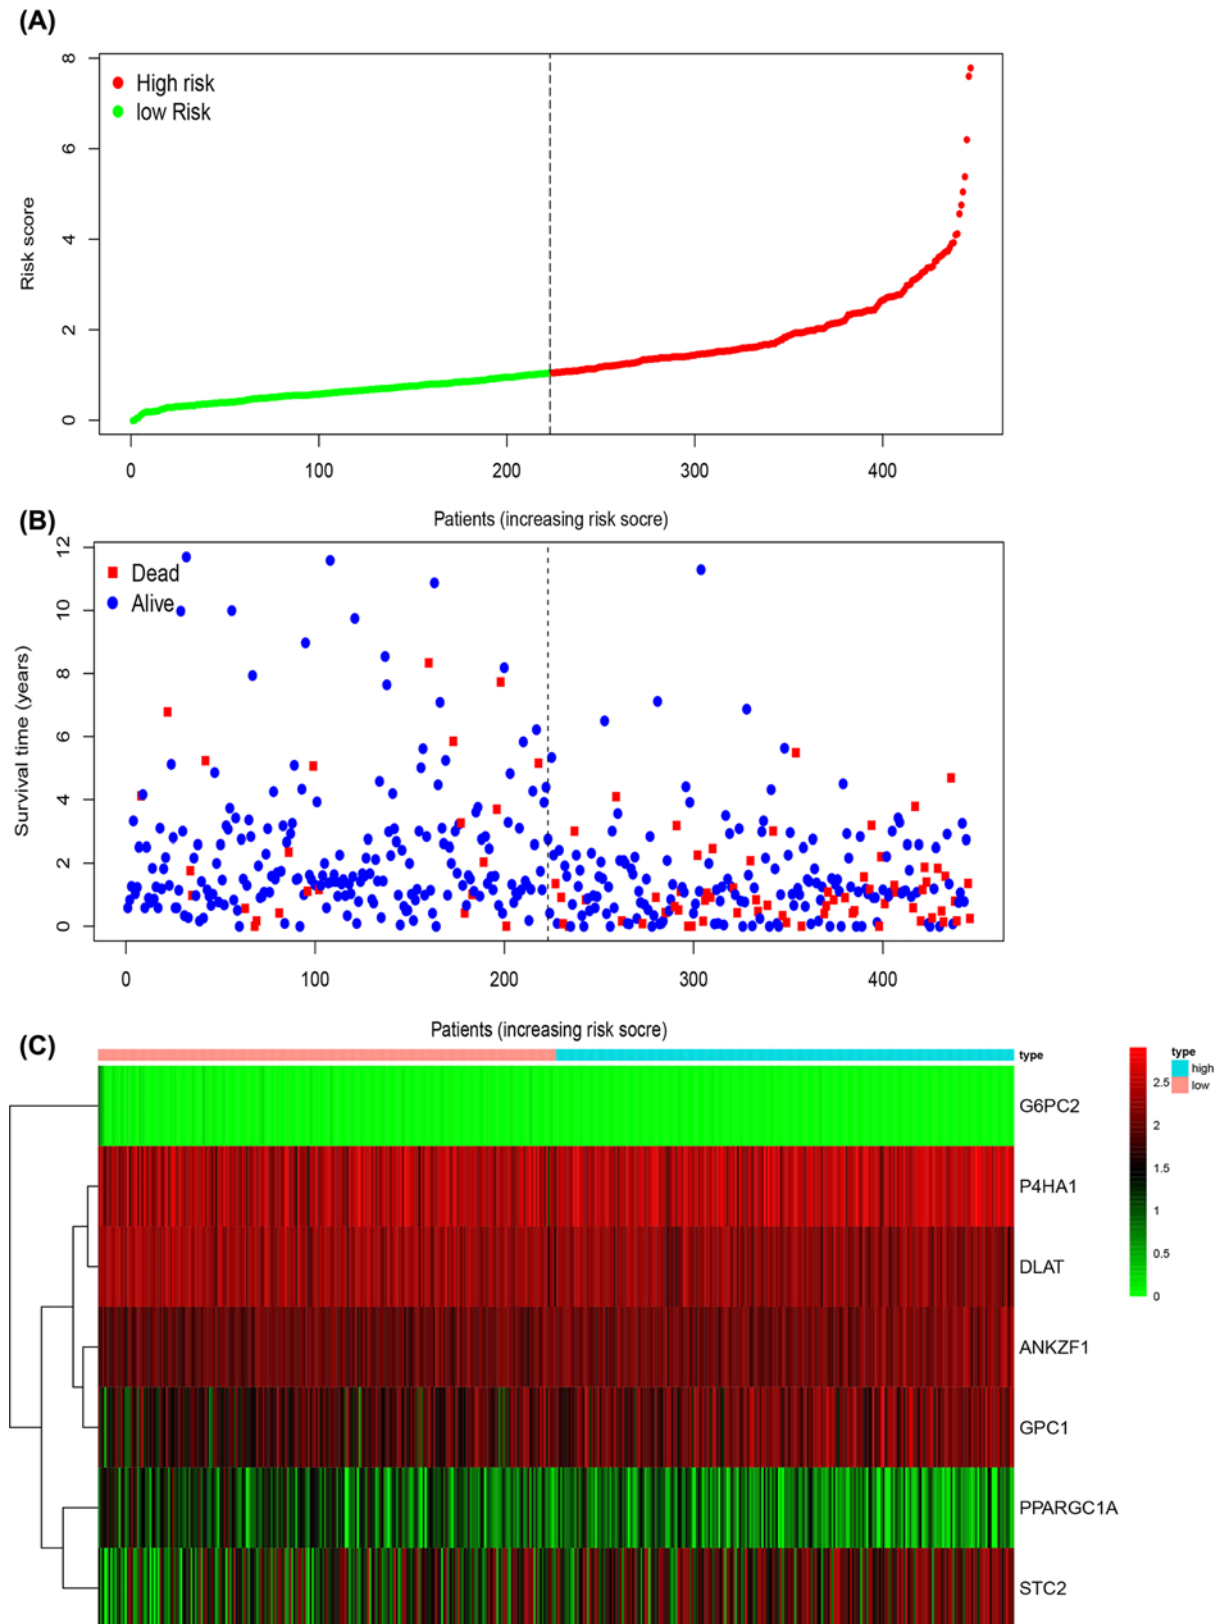 (A)
8
6
4
2
0
Risk score
High risk
low Risk
0 100 200 300 400
Patients (increasing risk socre)
(B)
12
10
8
6
4
2
0
Survival time (years)
Dead
Alive
0 100 200 300 400
Patients (increasing risk socre)
(C)
type
G6PC2
P4HA1
DLAT
ANKZF1
GPC1
PPARGC1A
STC2
2.5
2
1.5
1
0.5
0
type
high
low